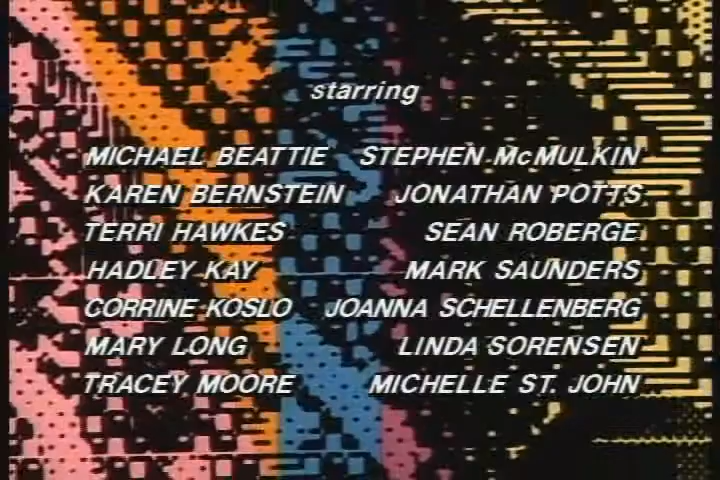 starring
MICHAEL BEATTIE STEPHEN McMULKIN
KAREN BERNSTEIN JONATHAN POTTS
TERRI HAWKES SEAN ROBERGE
HADLEY KAY MARK SAUNDERS
CORRINE KOSLO JOANNA SCHELLENBERG
MARY LONG LINDA SORENSEN
TRACEY MOORE MICHELLE ST. JOHN